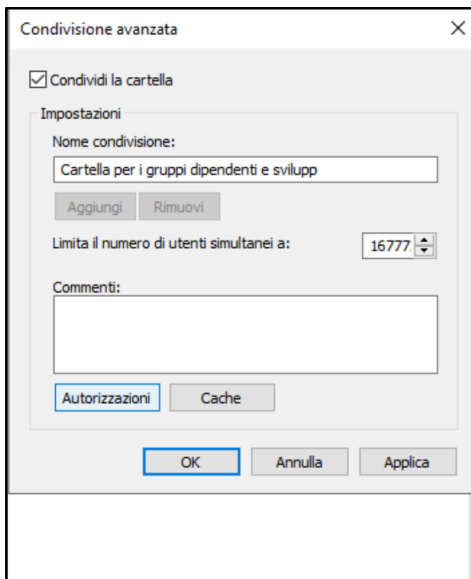 Condivisione avanzata
Condividi la cartella
Impostazioni
Nome condivisione:
Cartella per i gruppi dipendenti e svilupp
Aggiungi Rimuovi
Limita il numero di utenti simultanei a: 16777
Commenti:
Autorizzazioni Cache
OK Annulla Applica